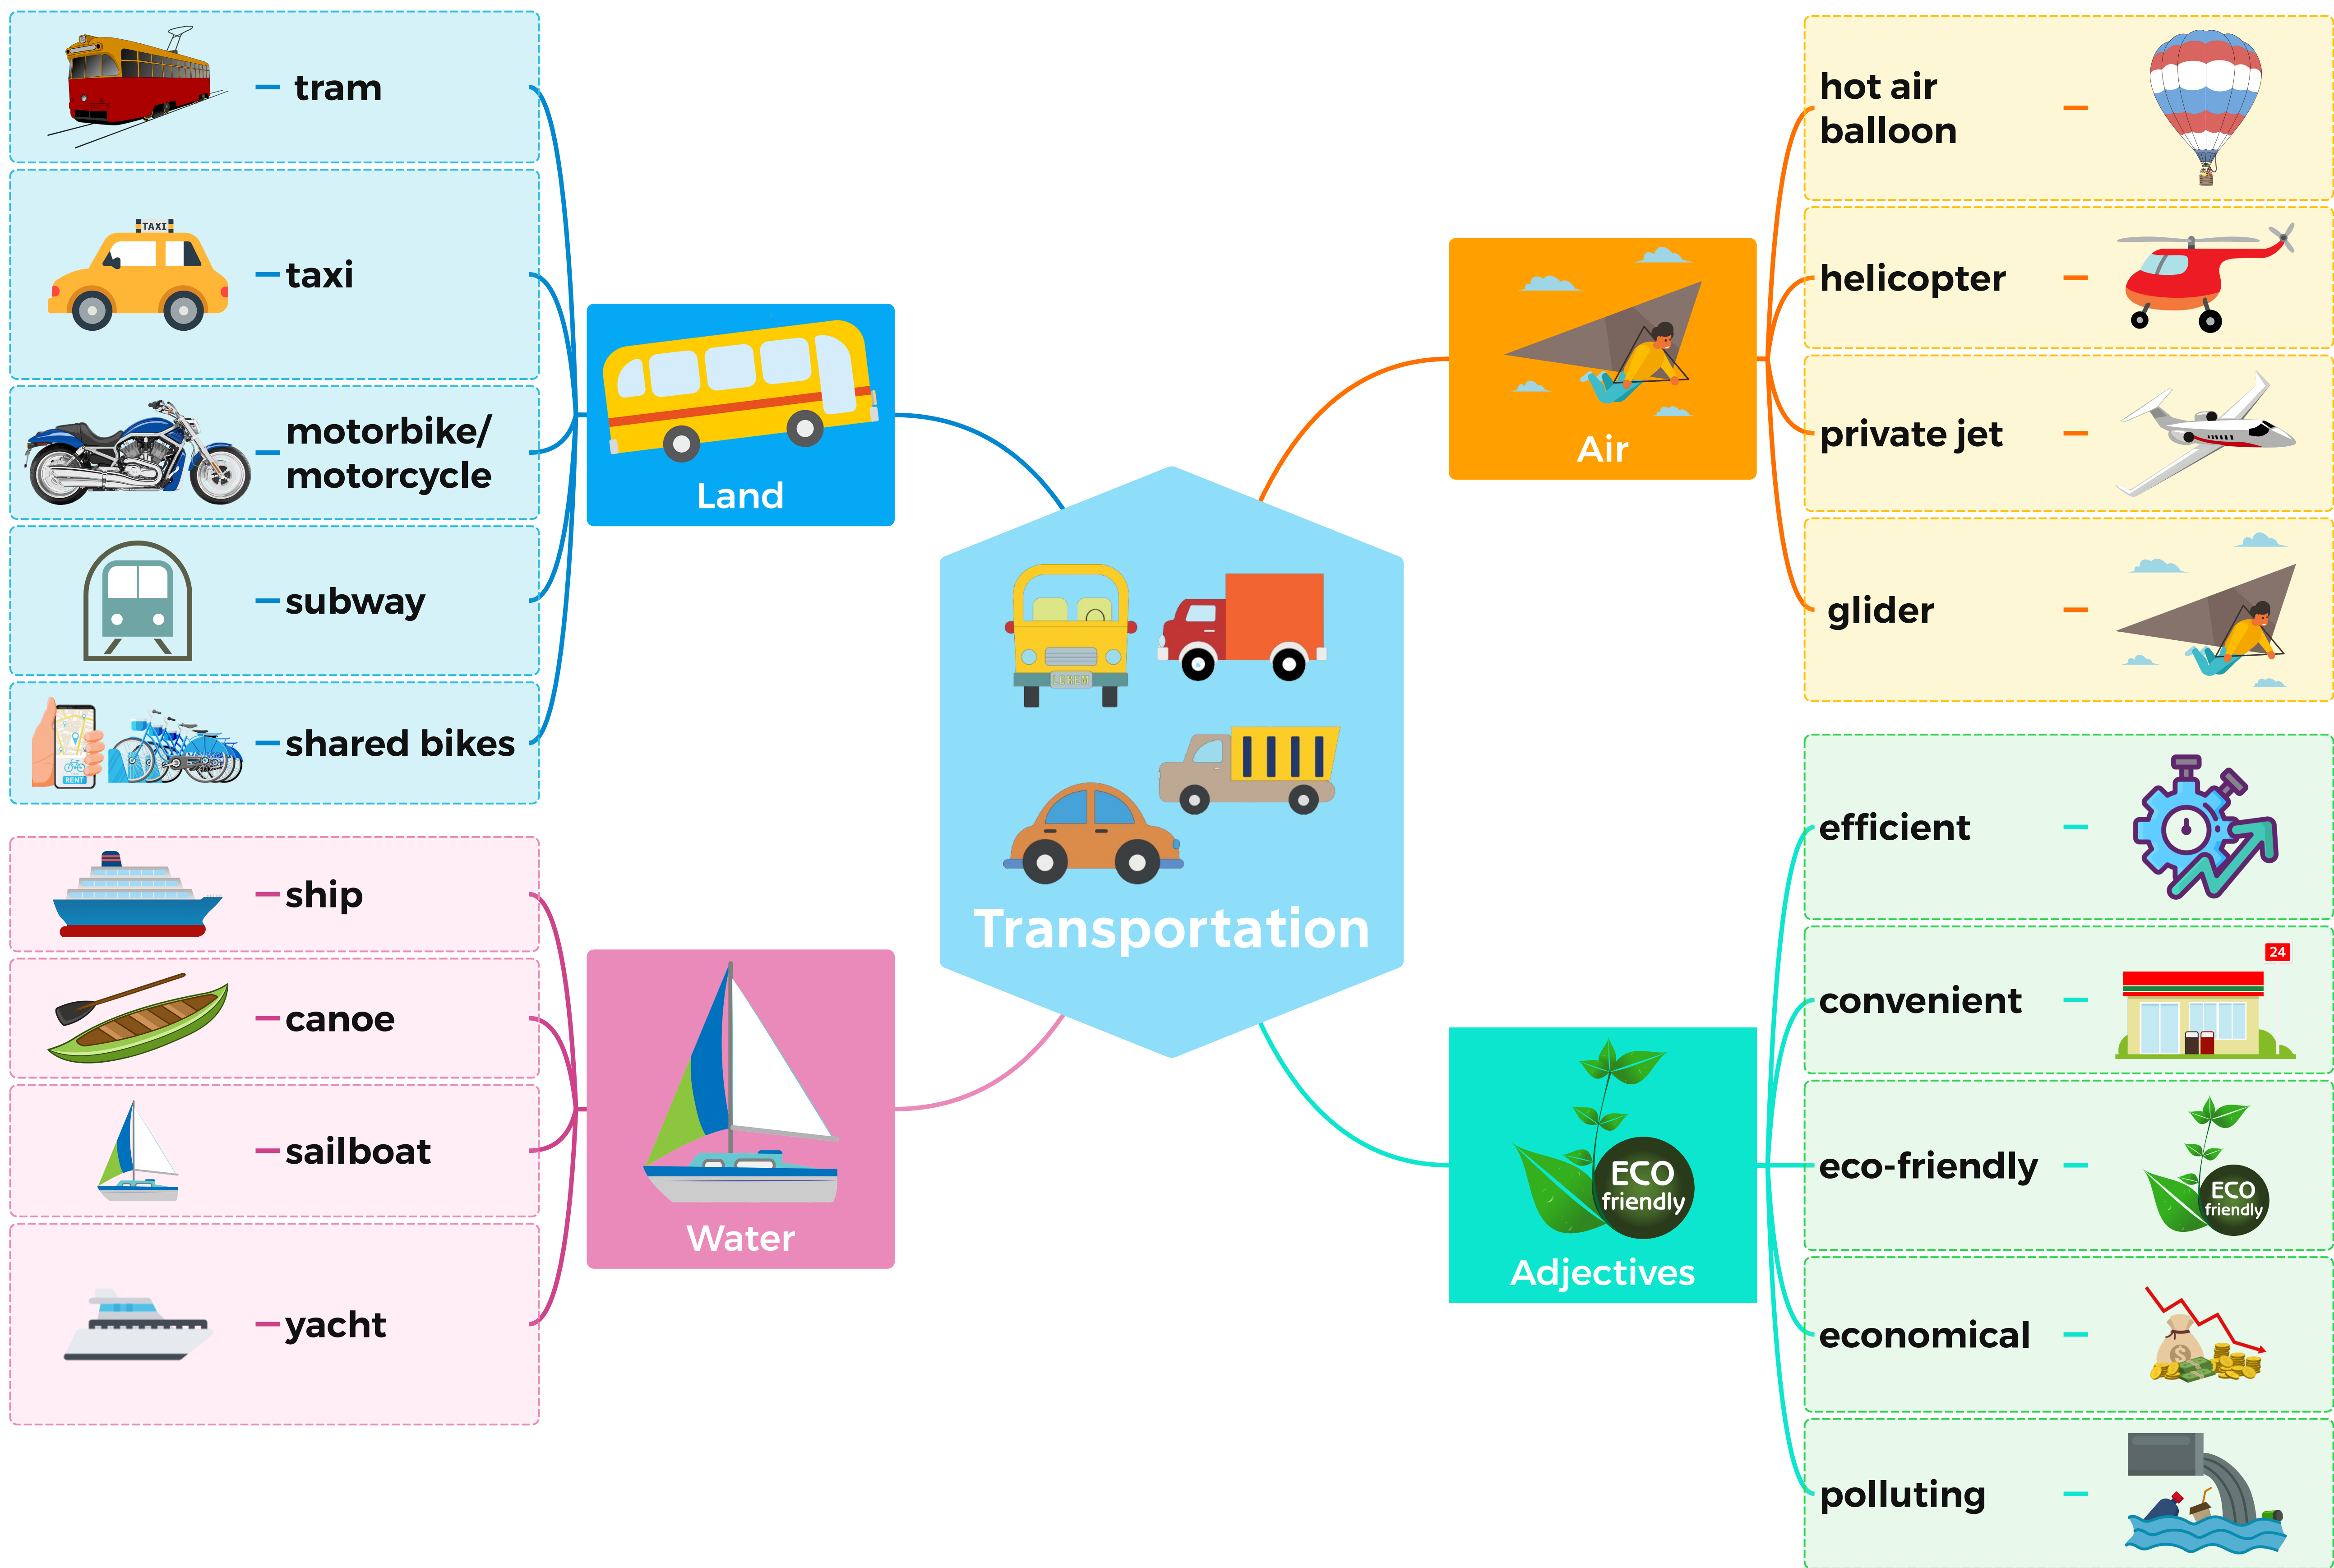 tram
TAXI
taxi
motorbike/
motorcycle
subway
RENT
shared bikes
Land
ship
canoe
sailboat
yacht
Water
LOREM
Transportation
Air
hot air
balloon
helicopter
private jet
glider
ECO
friendly
Adjectives
efficient
24
convenient
eco-friendly
ECO
friendly
economical
$
polluting